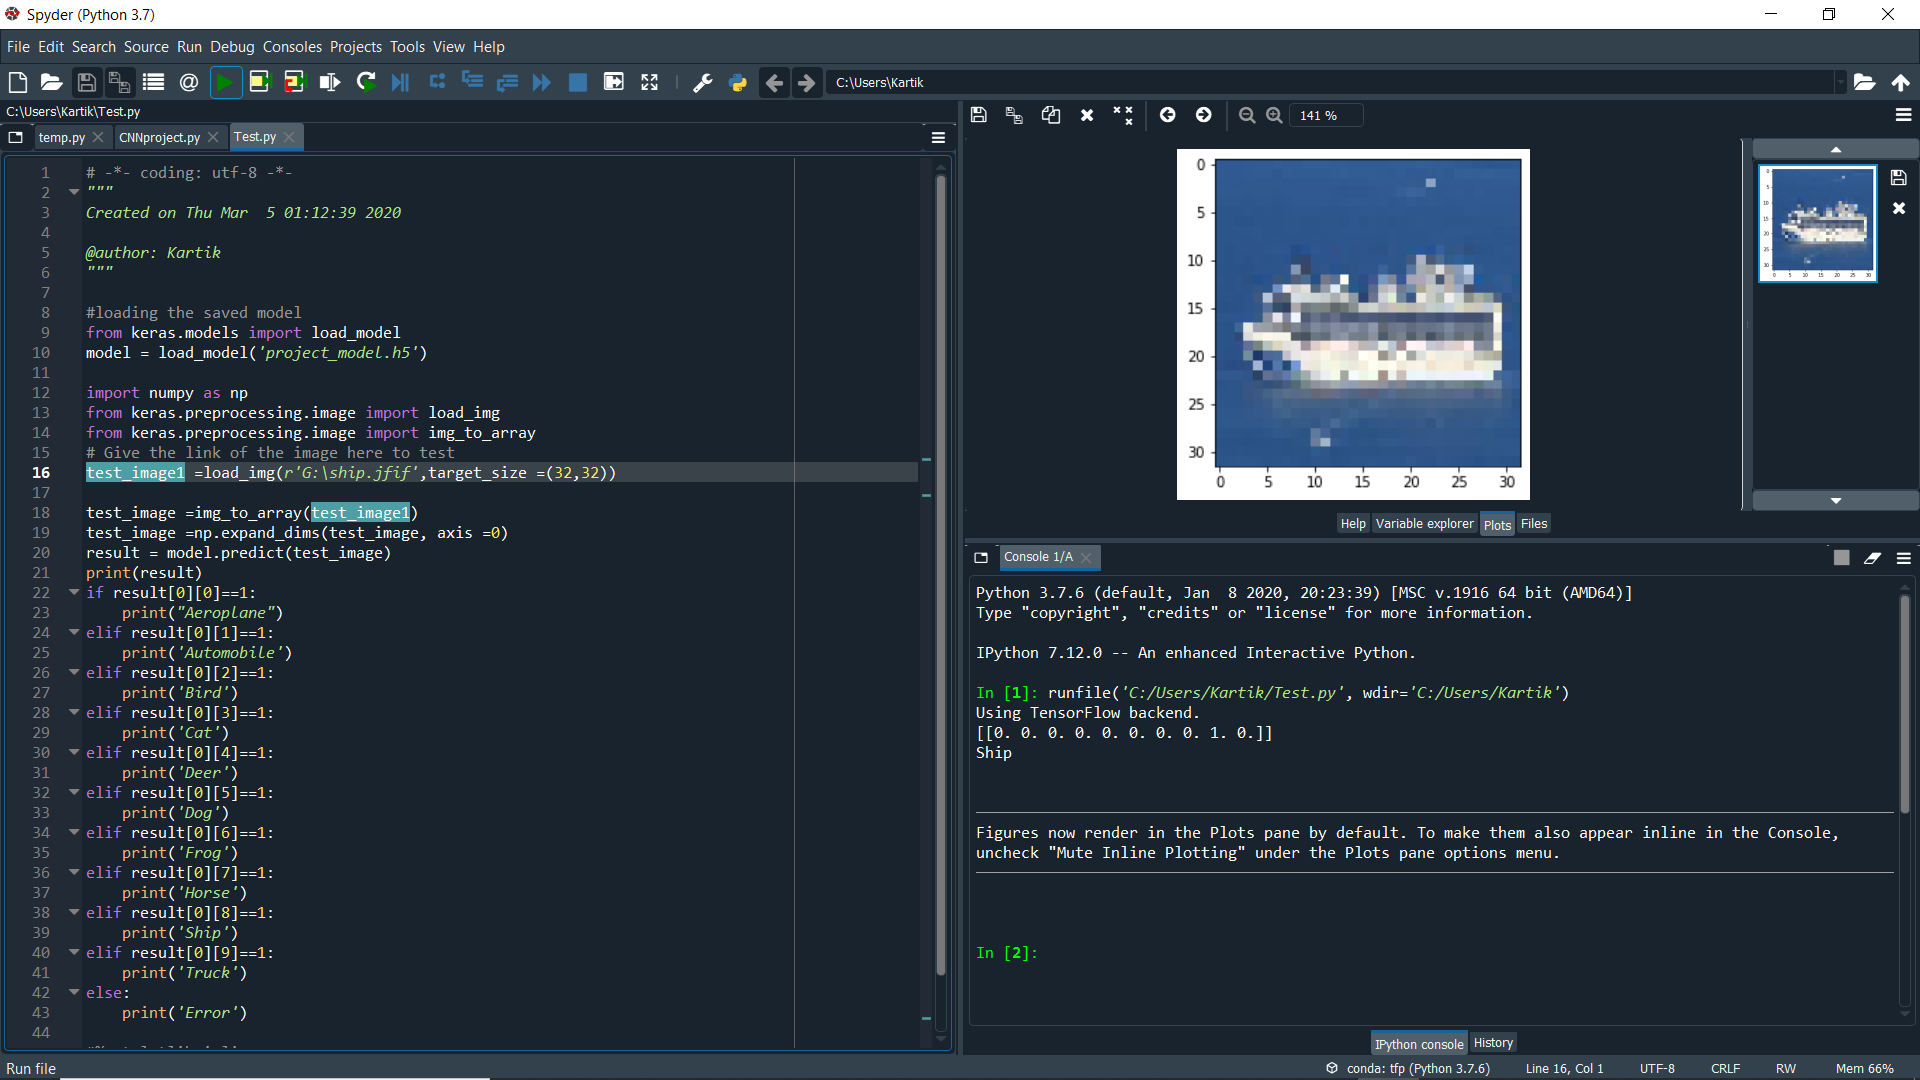 Spyder (Python 3.7)
File Edit Search Source Run Debug Consoles Projects Tools View Help
C:\Users\Kartik
C:\Users\Kartik\Test.py
temp.py CNNproject.py Test.py
1 # -*- coding: utf-8 -*-
2 """
3 Created on Thu Mar  5 01:12:39 2020
4
5 @author: Kartik
6 """
7
8 #loading the saved model
9 from keras.models import load_model
10 model = load_model('project_model.h5')
11
12 import numpy as np
13 from keras.preprocessing.image import load_img
14 from keras.preprocessing.image import img_to_array
15 # Give the link of the image here to test
16 test_image1 =load_img(r'G:\ship.jfif',target_size =(32,32))
17
18 test_image =img_to_array(test_image1)
19 test_image =np.expand_dims(test_image, axis =0)
20 result = model.predict(test_image)
21 print(result)
22 if result[0][0]==1:
23     print("Aeroplane")
24 elif result[0][1]==1:
25     print('Automobile')
26 elif result[0][2]==1:
27     print('Bird')
28 elif result[0][3]==1:
29     print('Cat')
30 elif result[0][4]==1:
31     print('Deer')
32 elif result[0][5]==1:
33     print('Dog')
34 elif result[0][6]==1:
35     print('Frog')
36 elif result[0][7]==1:
37     print('Horse')
38 elif result[0][8]==1:
39     print('Ship')
40 elif result[0][9]==1:
41     print('Truck')
42 else:
43     print('Error')
44
141 %
0
5
10
15
20
25
30
0 5 10 15 20 25 30
Help Variable explorer Plots Files
Console 1/A
Python 3.7.6 (default, Jan  8 2020, 20:23:39) [MSC v.1916 64 bit (AMD64)]
Type "copyright", "credits" or "license" for more information.
IPython 7.12.0 -- An enhanced Interactive Python.
In [1]: runfile('C:/Users/Kartik/Test.py', wdir='C:/Users/Kartik')
Using TensorFlow backend.
[[0. 0. 0. 0. 0. 0. 0. 0. 1. 0.]]
Ship
Figures now render in the Plots pane by default. To make them also appear inline in the Console,
uncheck "Mute Inline Plotting" under the Plots pane options menu.
In [2]:
IPython console History
Run file
conda: tfp (Python 3.7.6) Line 16, Col 1 UTF-8 CRLF RW Mem 66%